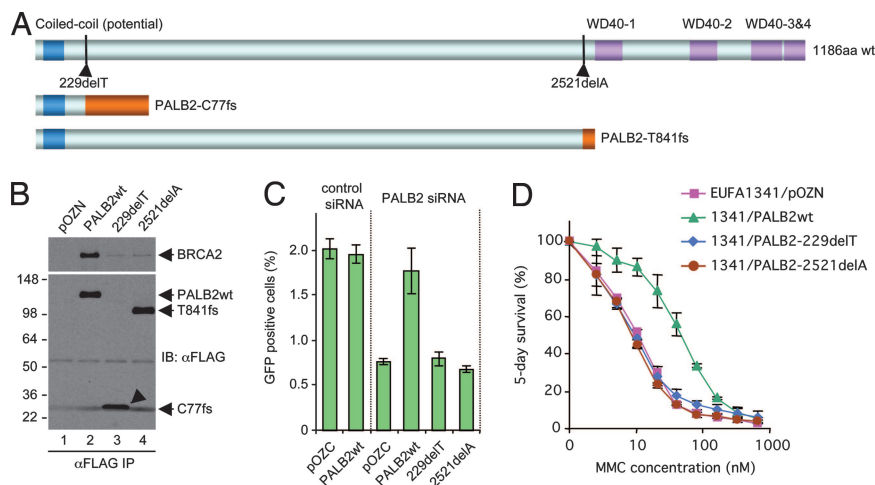 A
Coiled-coil (potential)
WD40-1
WD40-2
WD40-3&4
1186aa wt
229delT
2521delA
PALB2-C77fs
PALB2-T841fs
B
pOZN
PALB2wt
229delT
2521delA
BRCA2
148
98
64
50
36
22
PALB2wt
T841fs
IB: αFLAG
C77fs
1 2 3 4
αFLAG IP
C
control siRNA
PALB2 siRNA
GFP positive cells (%)
2.0
1.5
1.0
0.5
0.0
pOZC
PALB2wt
pOZC
PALB2wt
229delT
2521delA
D
EUFA1341/pOZN
1341/PALB2wt
1341/PALB2-229delT
1341/PALB2-2521delA
5-day survival (%)
100
80
60
40
20
0
0 10 100 1000
MMC concentration (nM)